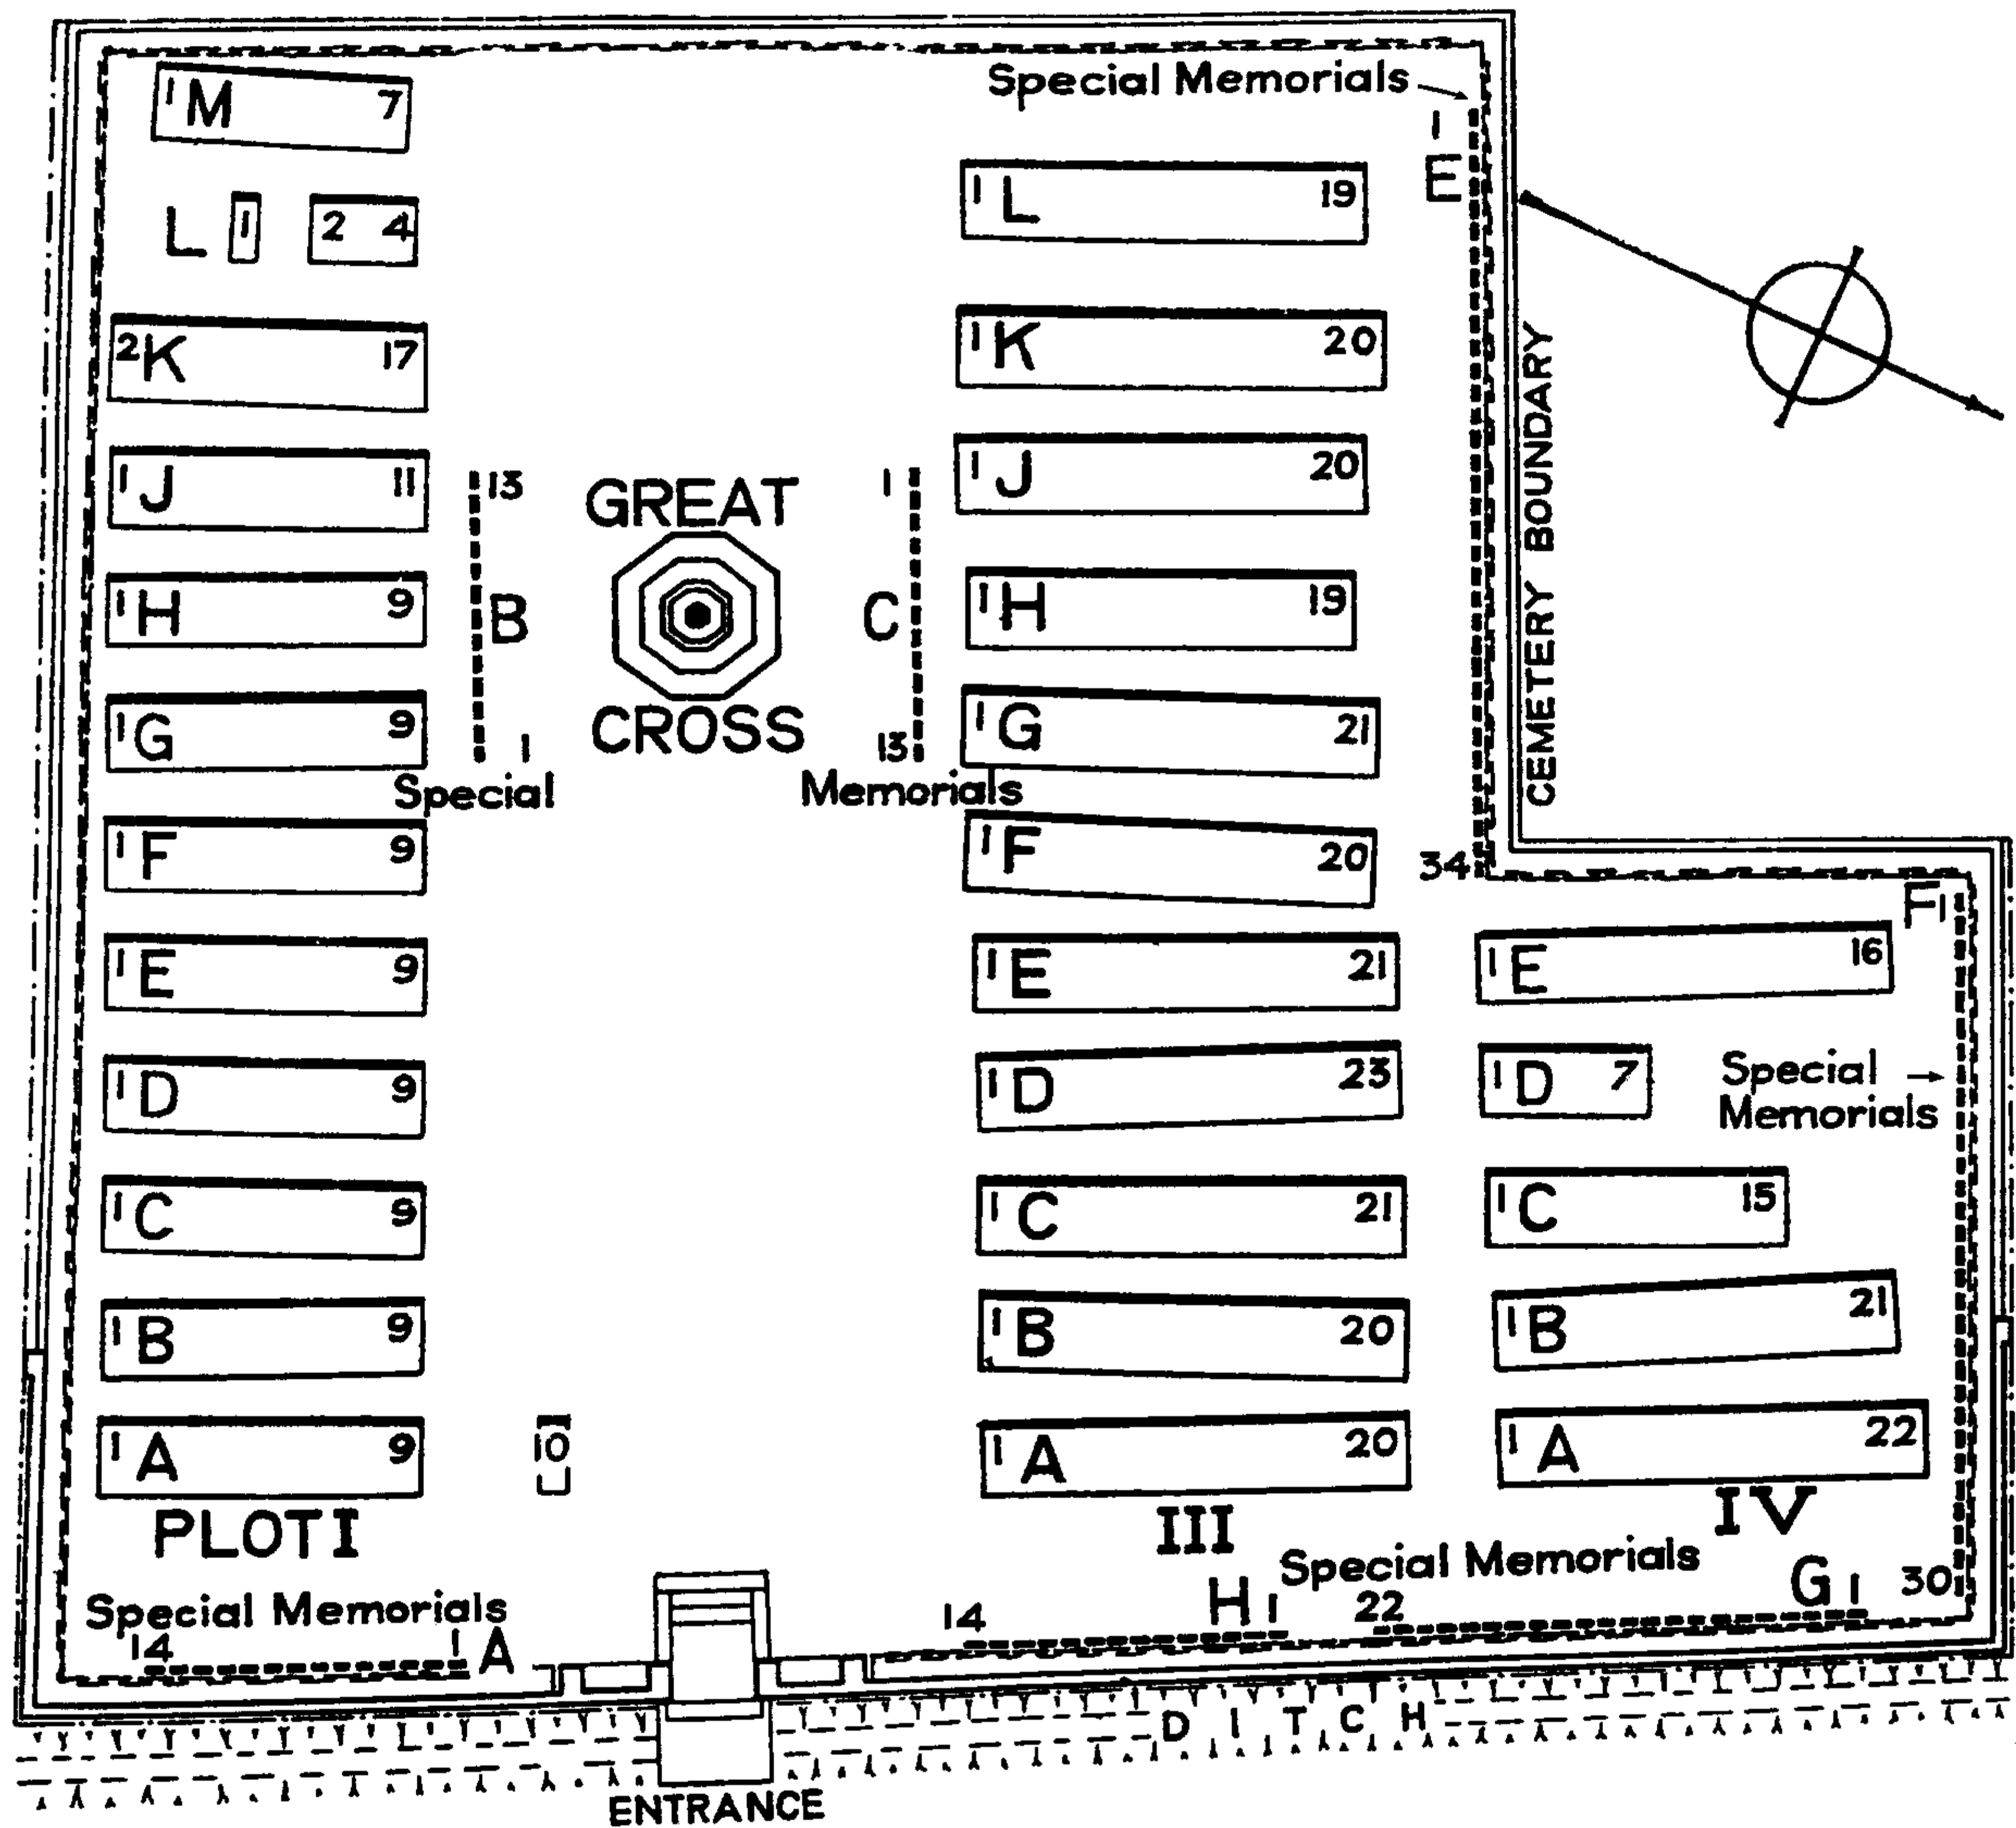 Special Memorials
1 M 7
1
E
L 1 2 4
1 L 19
2 K 17
1 K 20
1 J 11
1 J 20
13
1
GREAT
CEMETERY BOUNDARY
1 H 9
B
C
1 H 19
1 G 9
1
CROSS
13
1 G 21
Special Memorials
1 F 9
1 F 20
34
F 1
1 E 9
1 E 21
1 E 16
1 D 9
1 D 23
1 D 7
Special
Memorials
1 C 9
1 C 21
1 C 15
1 B 9
1 B 20
1 B 21
1 A 9
10
1 A 20
1 A 22
PLOT I
III
IV
Special Memorials
14 1 A
Special Memorials
14 H 1
22 G 1 30
DITCH
ENTRANCE